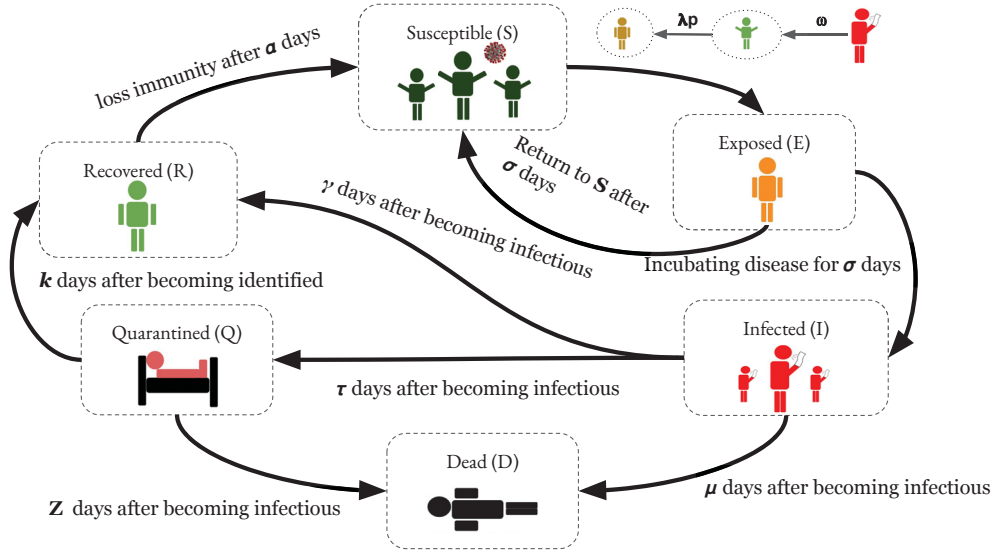 Susceptible (S)
λp
ω
loss immunity after α days
Exposed (E)
Return to S after
σ days
Recovered (R)
γ days after becoming infectious
Incubating disease for σ days
k days after becoming identified
Quarantined (Q)
Infected (I)
τ days after becoming infectious
Dead (D)
Z days after becoming infectious
μ days after becoming infectious